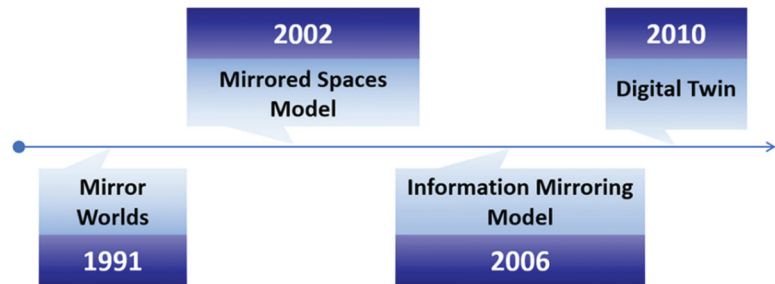 2002
Mirrored Spaces
Model
2010
Digital Twin
Mirror
Worlds
1991
Information Mirroring
Model
2006